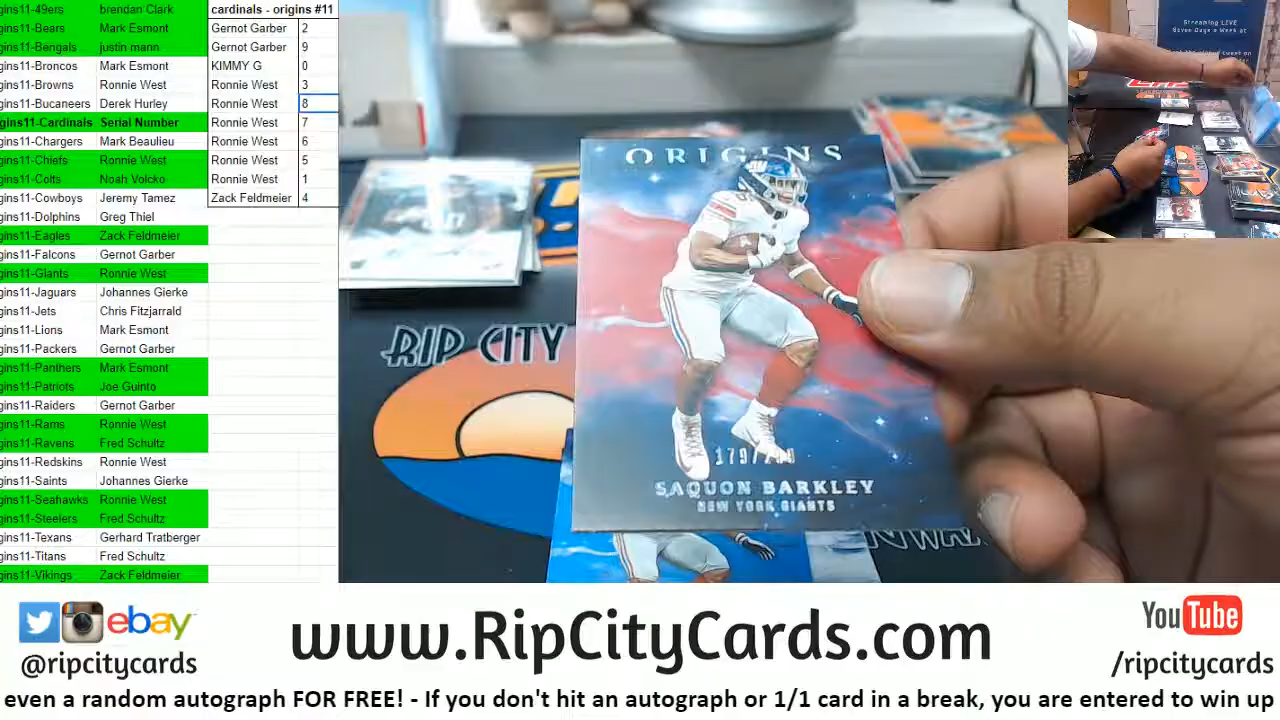 gins11-49ers brendan Clark
gins11-Bears Mark Esmont
gins11-Bengals justin mann
gins11-Broncos Mark Esmont
gins11-Browns Ronnie West
gins11-Bucaneers Derek Hurley
gins11-Cardinals Serial Number
gins11-Chargers Mark Beaulieu
gins11-Chiefs Ronnie West
gins11-Colts Noah Volcko
gins11-Cowboys Jeremy Tamez
gins11-Dolphins Greg Thiel
gins11-Eagles Zack Feldmeier
gins11-Falcons Gernot Garber
gins11-Giants Ronnie West
gins11-Jaguars Johannes Gierke
gins11-Jets Chris Fitzjarrald
gins11-Lions Mark Esmont
gins11-Packers Gernot Garber
gins11-Panthers Mark Esmont
gins11-Patriots Joe Guinto
gins11-Raiders Gernot Garber
gins11-Rams Ronnie West
gins11-Ravens Fred Schultz
gins11-Redskins Ronnie West
gins11-Saints Johannes Gierke
gins11-Seahawks Ronnie West
gins11-Steelers Fred Schultz
gins11-Texans Gerhard Tratberger
gins11-Titans Fred Schultz
gins11-Vikings Zack Feldmeier
cardinals - origins #11
Gernot Garber 2
Gernot Garber 9
KIMMY G 0
Ronnie West 3
Ronnie West 8
Ronnie West 7
Ronnie West 6
Ronnie West 5
Ronnie West 1
Zack Feldmeier 4
RIP CITY
ORIGINS
SAQUON BARKLEY
NEW YORK GIANTS
Streaming LIVE
Seven Days a Week at
ebay
@ripcitycards
www.RipCityCards.com
YouTube
/ripcitycards
even a random autograph FOR FREE! - If you don't hit an autograph or 1/1 card in a break, you are entered to win up